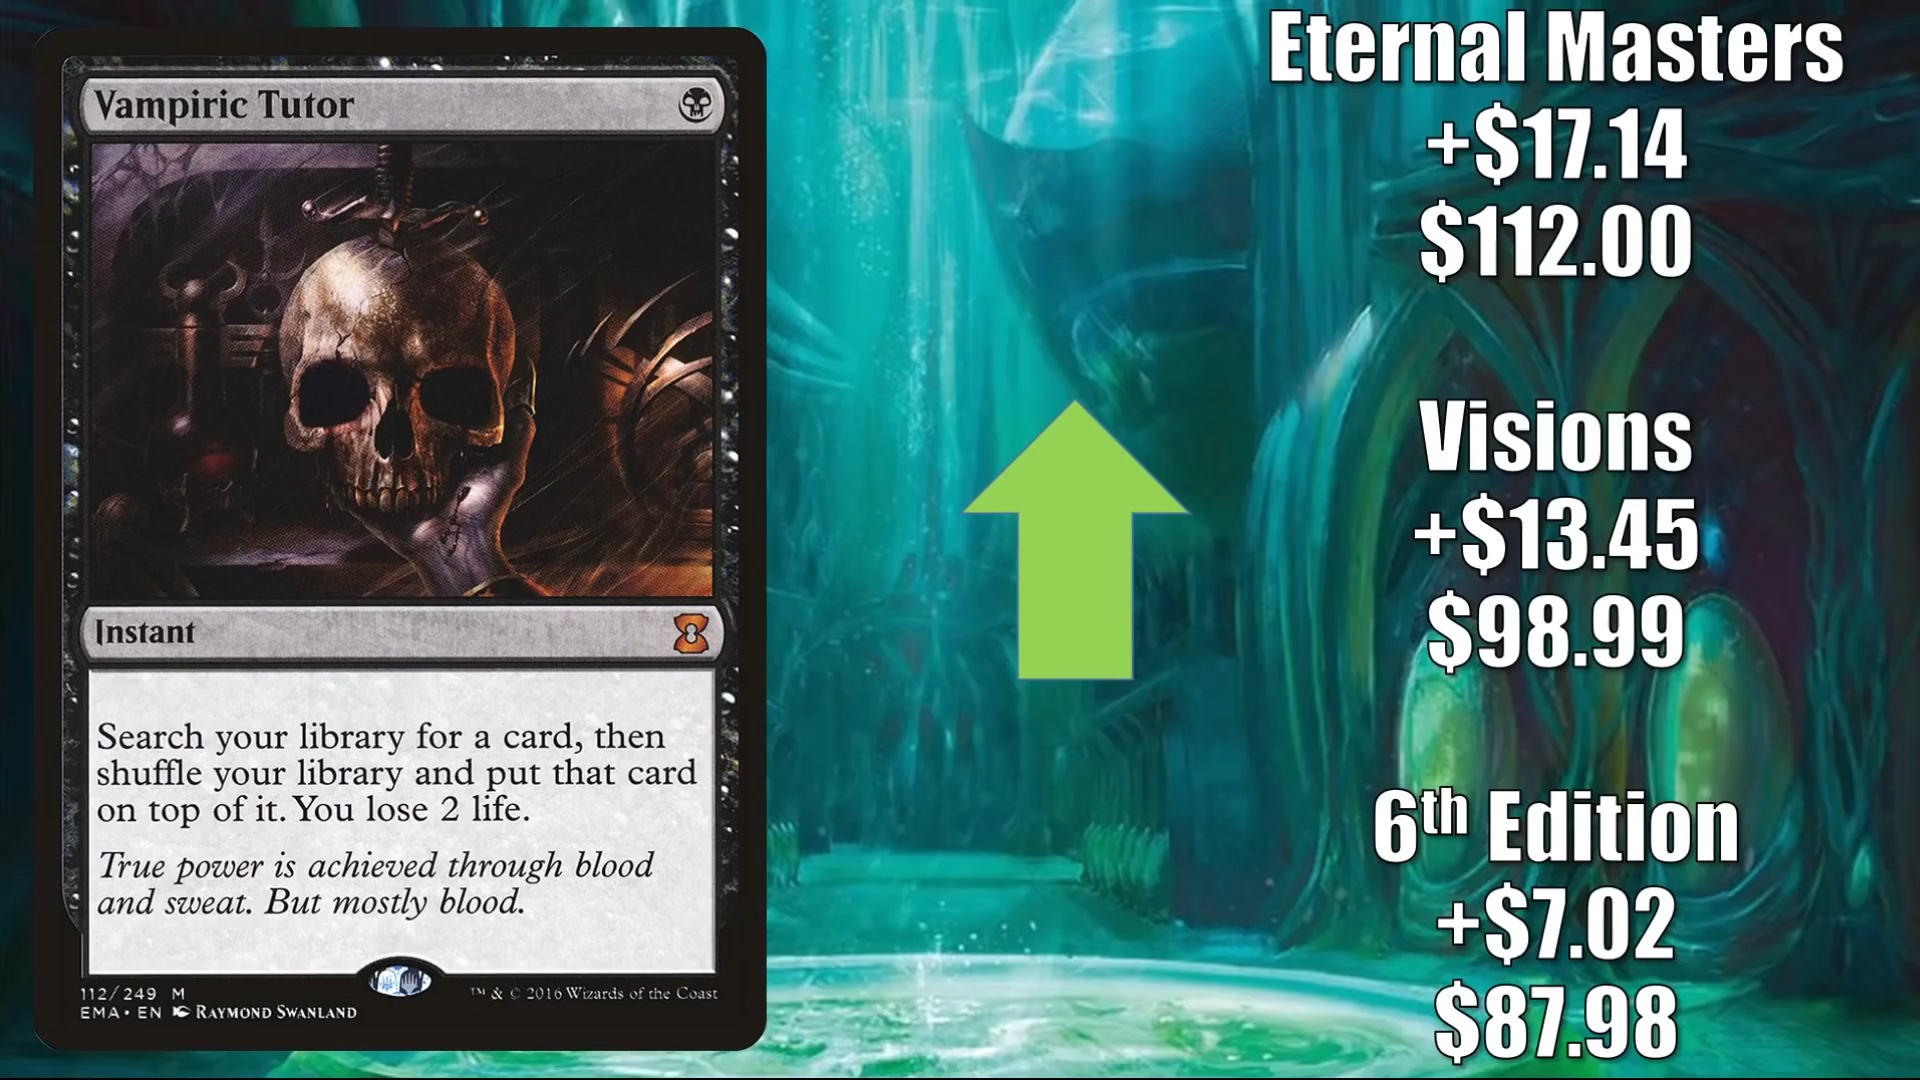 Vampiric Tutor
Instant
Search your library for a card, then
shuffle your library and put that card
on top of it. You lose 2 life.
True power is achieved through blood
and sweat. But mostly blood.
112/249 M
EMA • EN RAYMOND SWANLAND
™ & © 2016 Wizards of the Coast
Eternal Masters
+$17.14
$112.00
Visions
+$13.45
$98.99
6th Edition
+$7.02
$87.98